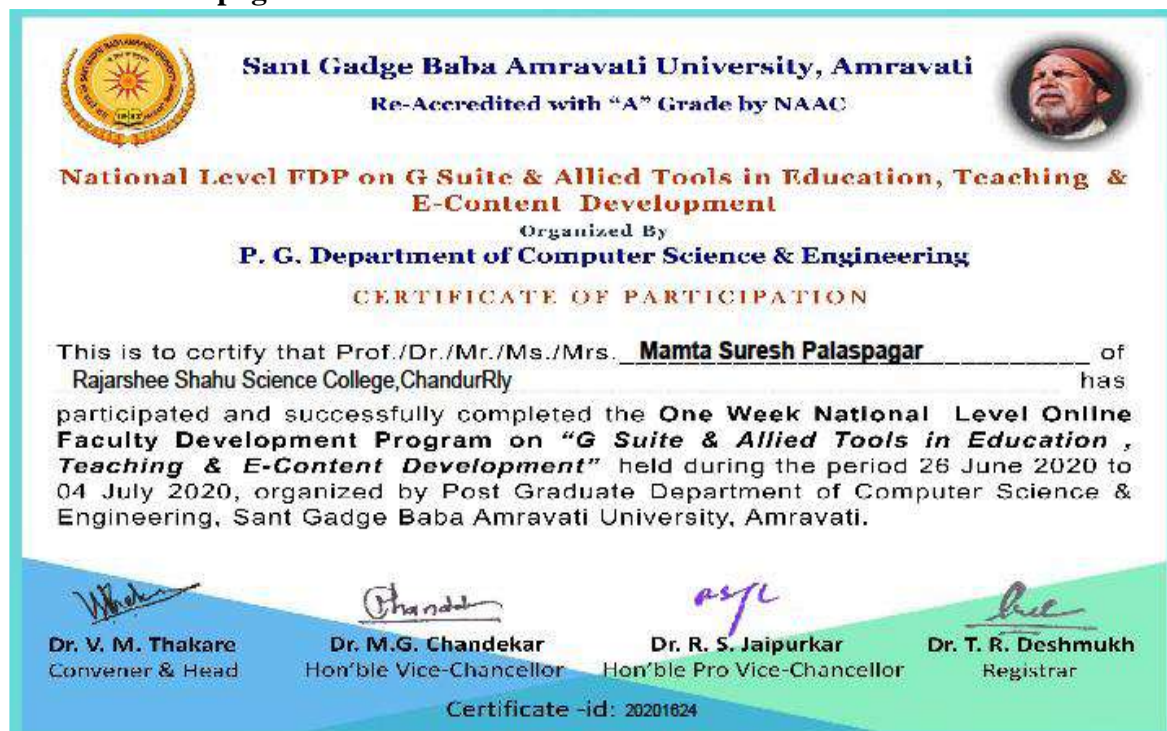 Sant Gadge Baba Amravati University, Amravati
Re-Accredited with “A” Grade by NAAC
National Level FDP on G Suite & Allied Tools in Education, Teaching &
E-Content Development
Organized By
P. G. Department of Computer Science & Engineering
CERTIFICATE OF PARTICIPATION
This is to certify that Prof./Dr./Mr./Ms./Mrs. Mamta Suresh Palaspagar of
Rajarshee Shahu Science College,ChandurRly has
participated and successfully completed the One Week National Level Online
Faculty Development Program on “G Suite & Allied Tools in Education ,
Teaching & E-Content Development” held during the period 26 June 2020 to
04 July 2020, organized by Post Graduate Department of Computer Science &
Engineering, Sant Gadge Baba Amravati University, Amravati.
Dr. V. M. Thakare Dr. M.G. Chandekar Dr. R. S. Jaipurkar Dr. T. R. Deshmukh
Convener & Head Hon’ble Vice-Chancellor Hon’ble Pro Vice-Chancellor Registrar
Certificate -id: 20201624